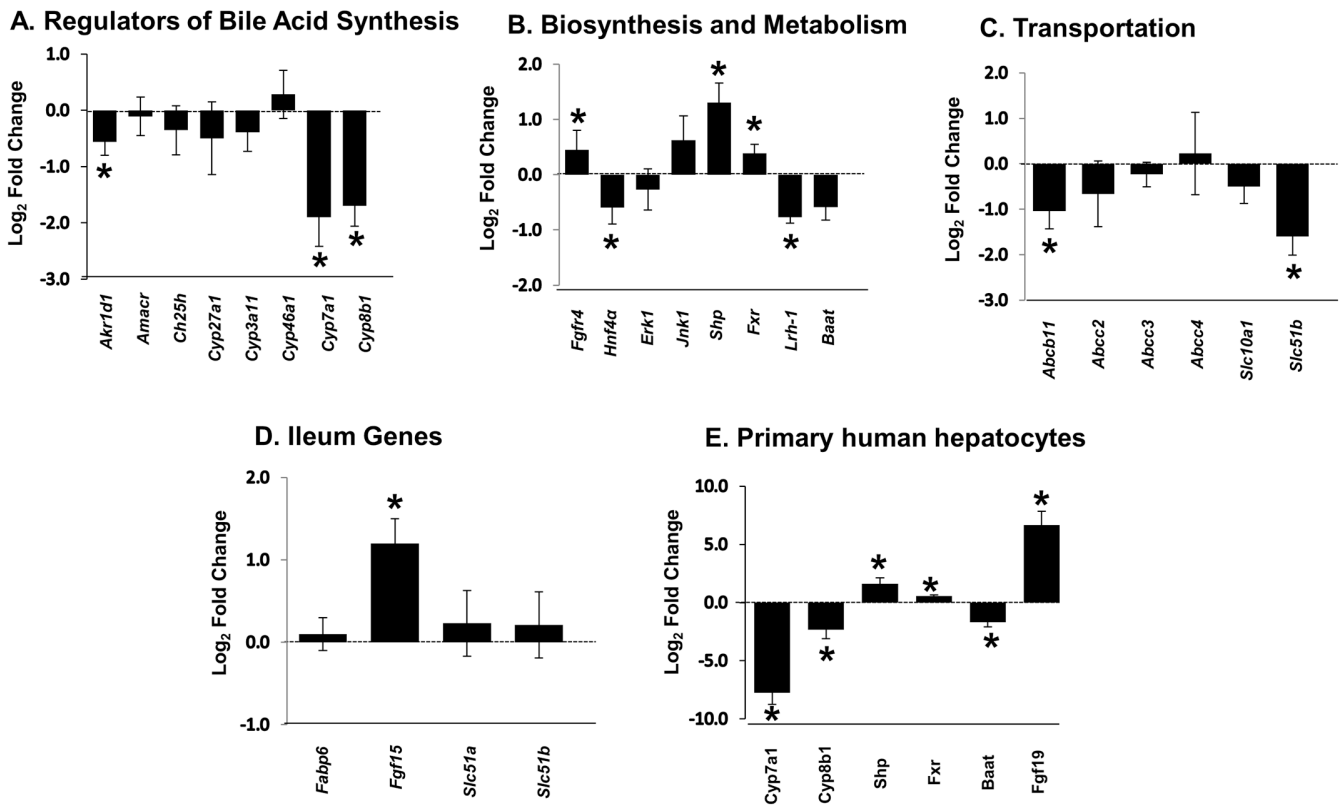 A. Regulators of Bile Acid Synthesis
Log2 Fold Change
1.0
0.0
-1.0
-2.0
-3.0
*
*
*
Akr1d1
Amacr
Ch25h
Cyp27a1
Cyp3a11
Cyp46a1
Cyp7a1
Cyp8b1
B. Biosynthesis and Metabolism
Log2 Fold Change
2.0
1.0
0.0
-1.0
-2.0
*
*
*
*
*
Fgfr4
Hnf4α
Erk1
Jnk1
Shp
Fxr
Lrh-1
Baat
C. Transportation
Log2 Fold Change
2.0
1.0
0.0
-1.0
-2.0
-3.0
*
*
Abcb11
Abcc2
Abcc3
Abcc4
Slc10a1
Slc51b
D. Ileum Genes
Log2 Fold Change
2.0
1.0
0.0
-1.0
*
Fabp6
Fgf15
Slc51a
Slc51b
E. Primary human hepatocytes
Log2 Fold Change
10.0
5.0
0.0
-5.0
-10.0
*
*
*
*
*
*
Cyp7a1
Cyp8b1
Shp
Fxr
Baat
Fgf19